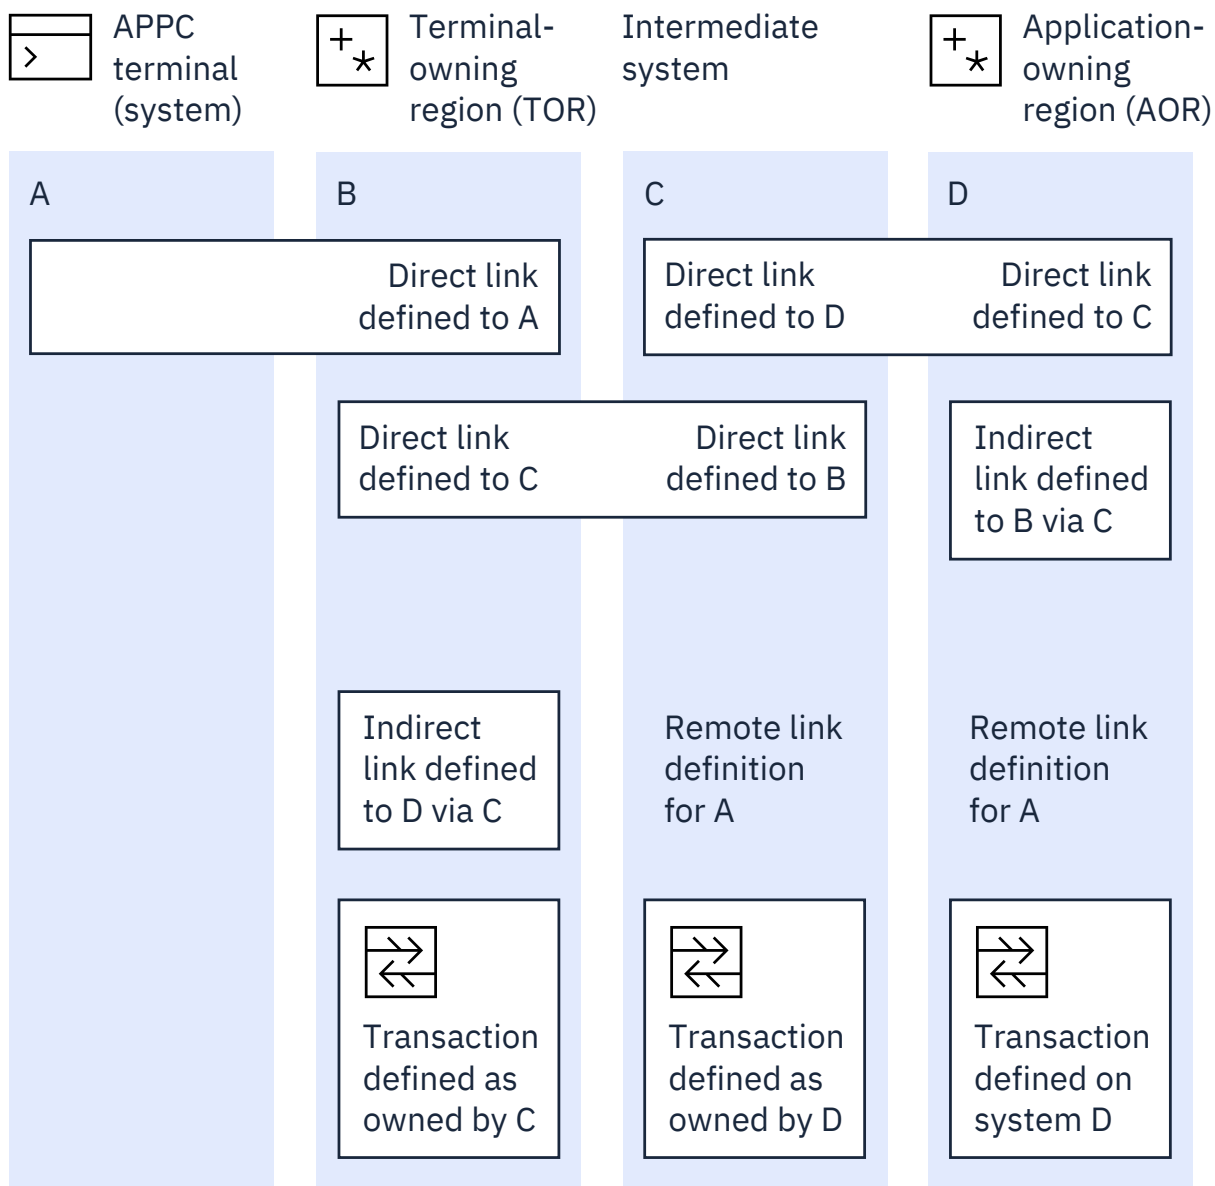 APPC
terminal
(system)
Terminal-
owning
region (TOR)
Intermediate
system
Application-
owning
region (AOR)
A
B
C
D
Direct link
defined to A
Direct link
defined to D
Direct link
defined to C
Direct link
defined to C
Direct link
defined to B
Indirect
link defined
to B via C
Indirect
link defined
to D via C
Remote link
definition
for A
Remote link
definition
for A
Transaction
defined as
owned by C
Transaction
defined as
owned by D
Transaction
defined on
system D